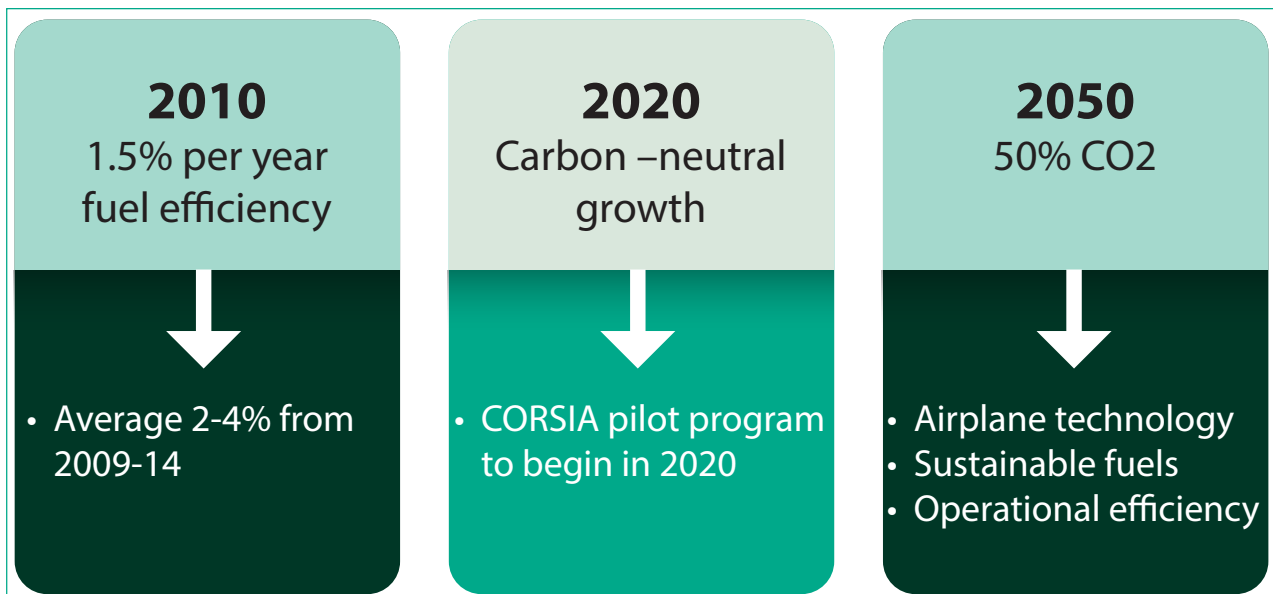 2010
1.5% per year
fuel efficiency
• Average 2-4% from
2009-14
2020
Carbon –neutral
growth
• CORSIA pilot program
to begin in 2020
2050
50% CO2
• Airplane technology
• Sustainable fuels
• Operational efficiency